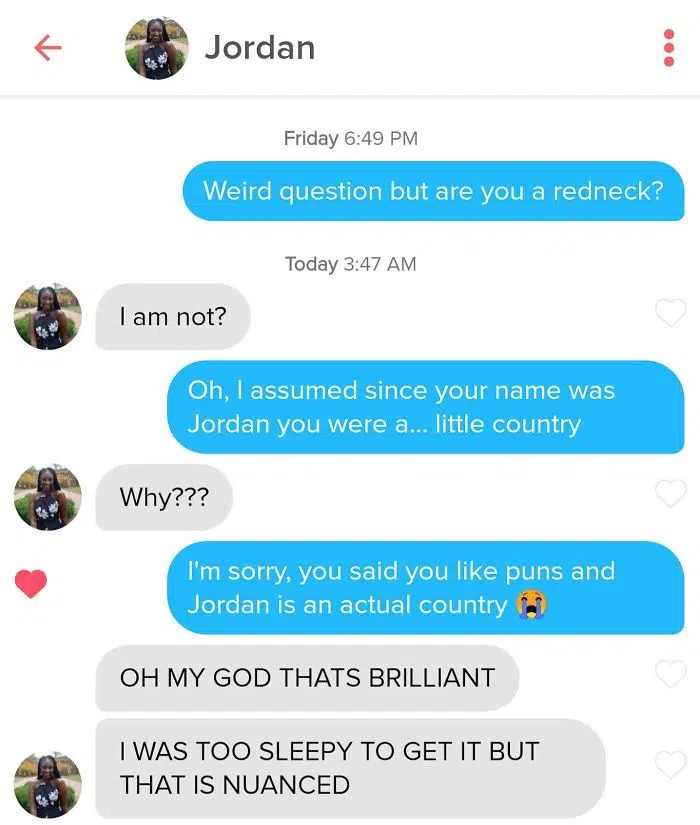 Jordan
Friday 6:49 PM
Weird question but are you a redneck?
Today 3:47 AM
I am not?
Oh, I assumed since your name was
Jordan you were a... little country
Why???
I'm sorry, you said you like puns and
Jordan is an actual country 😭
OH MY GOD THATS BRILLIANT
I WAS TOO SLEEPY TO GET IT BUT
THAT IS NUANCED